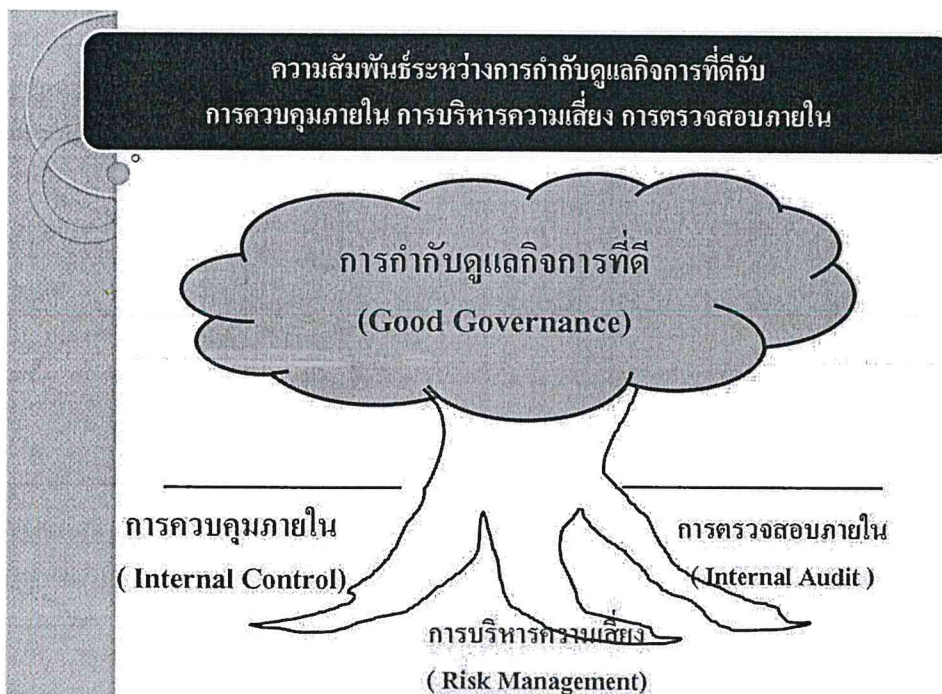 ความสัมพันธ์ระหว่างการกำกับดูแลกิจการที่ดีกับ
การควบคุมภายใน การบริหารความเสี่ยง การตรวจสอบภายใน
การกำกับดูแลกิจการที่ดี
(Good Governance)
การควบคุมภายใน
( Internal Control)
การตรวจสอบภายใน
( Internal Audit )
การบริหารความเสี่ยง
( Risk Management)